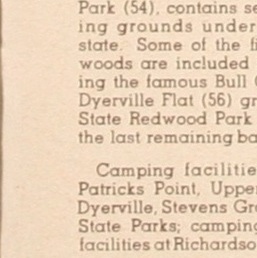 Park (54), contains se
ing grounds under
state. Some of the fi
woods are included
ing the famous Bull
Dyerville Flat (56) gr
State Redwood Park
the last remaining ba
Camping facilitie
Patricks Point, Uppe
Dyerville, Stevens Gr
State Parks; camping
facilities at Richardso